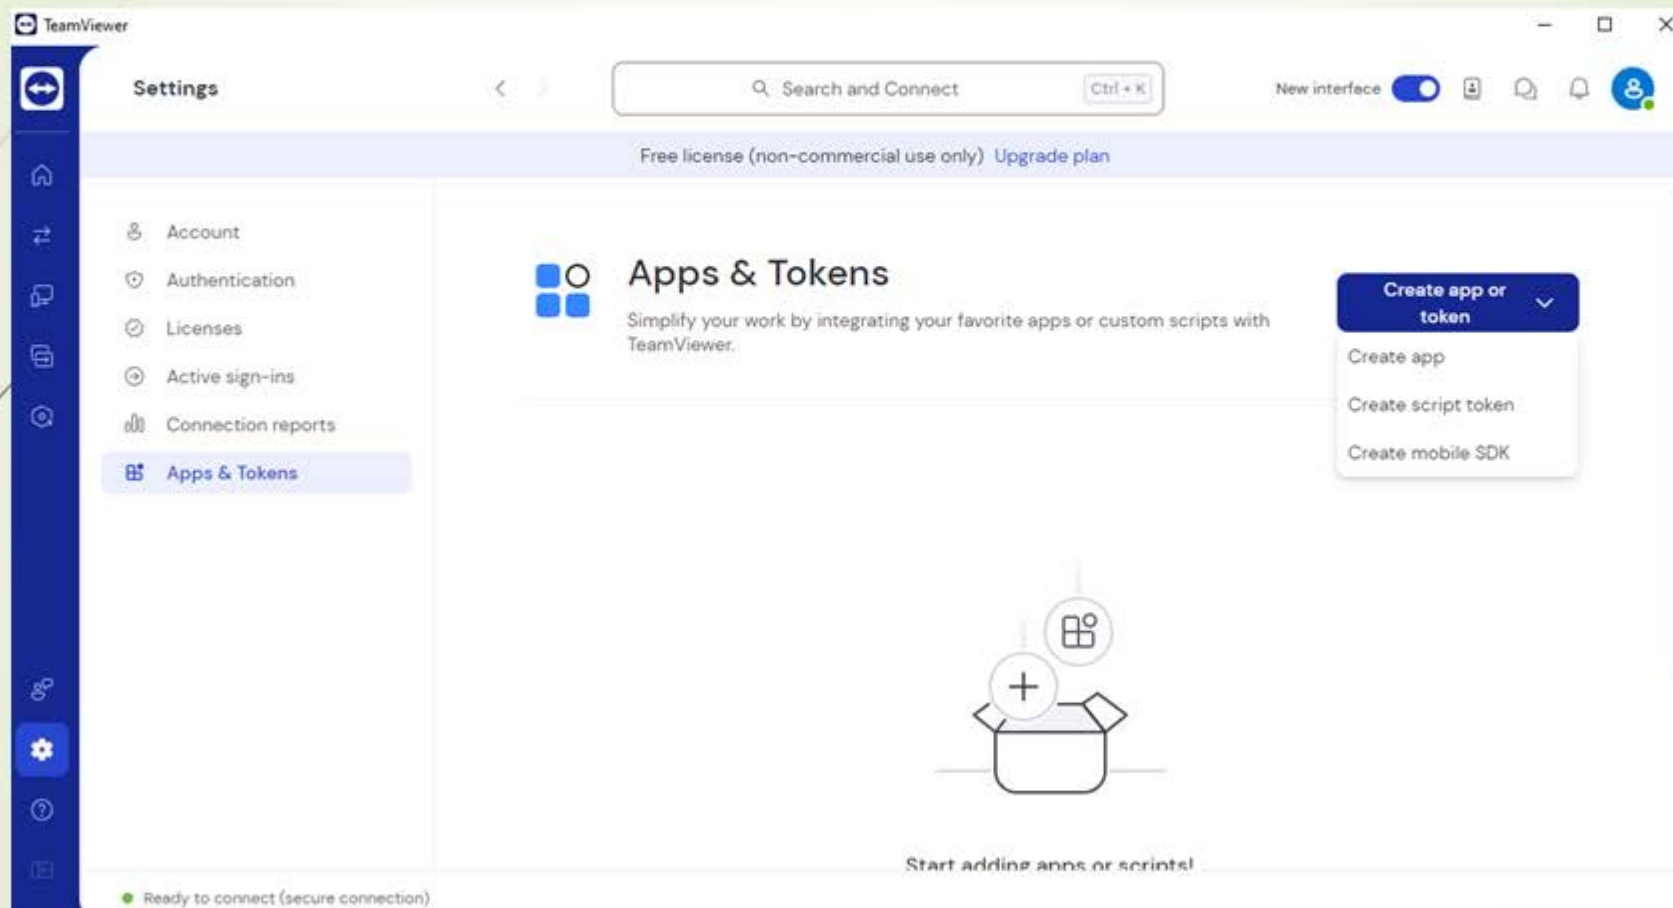 TeamViewer
Settings
Search and Connect
Ctrl + K
New interface
Free license (non-commercial use only) Upgrade plan
Account
Authentication
Licenses
Active sign-ins
Connection reports
Apps & Tokens
Apps & Tokens
Simplify your work by integrating your favorite apps or custom scripts with
TeamViewer.
Create app or
token
Create app
Create script token
Create mobile SDK
Start adding apps or scripts!
Ready to connect (secure connection)